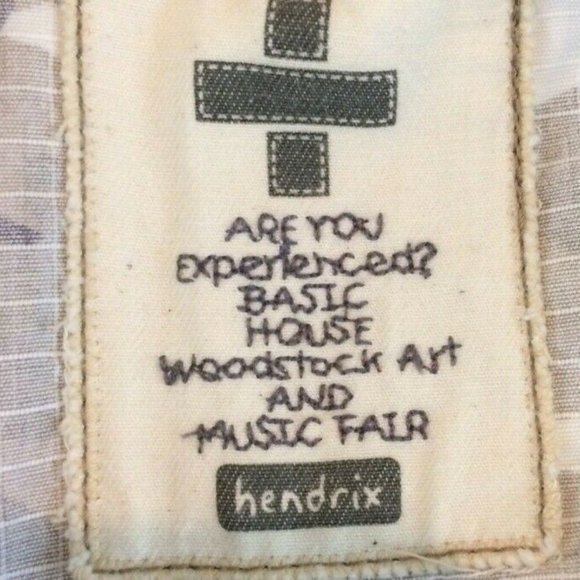 ARE YOU
Experienced?
BASIC
HOUSE
Woodstock Art
AND
MUSIC FAIR
hendrix